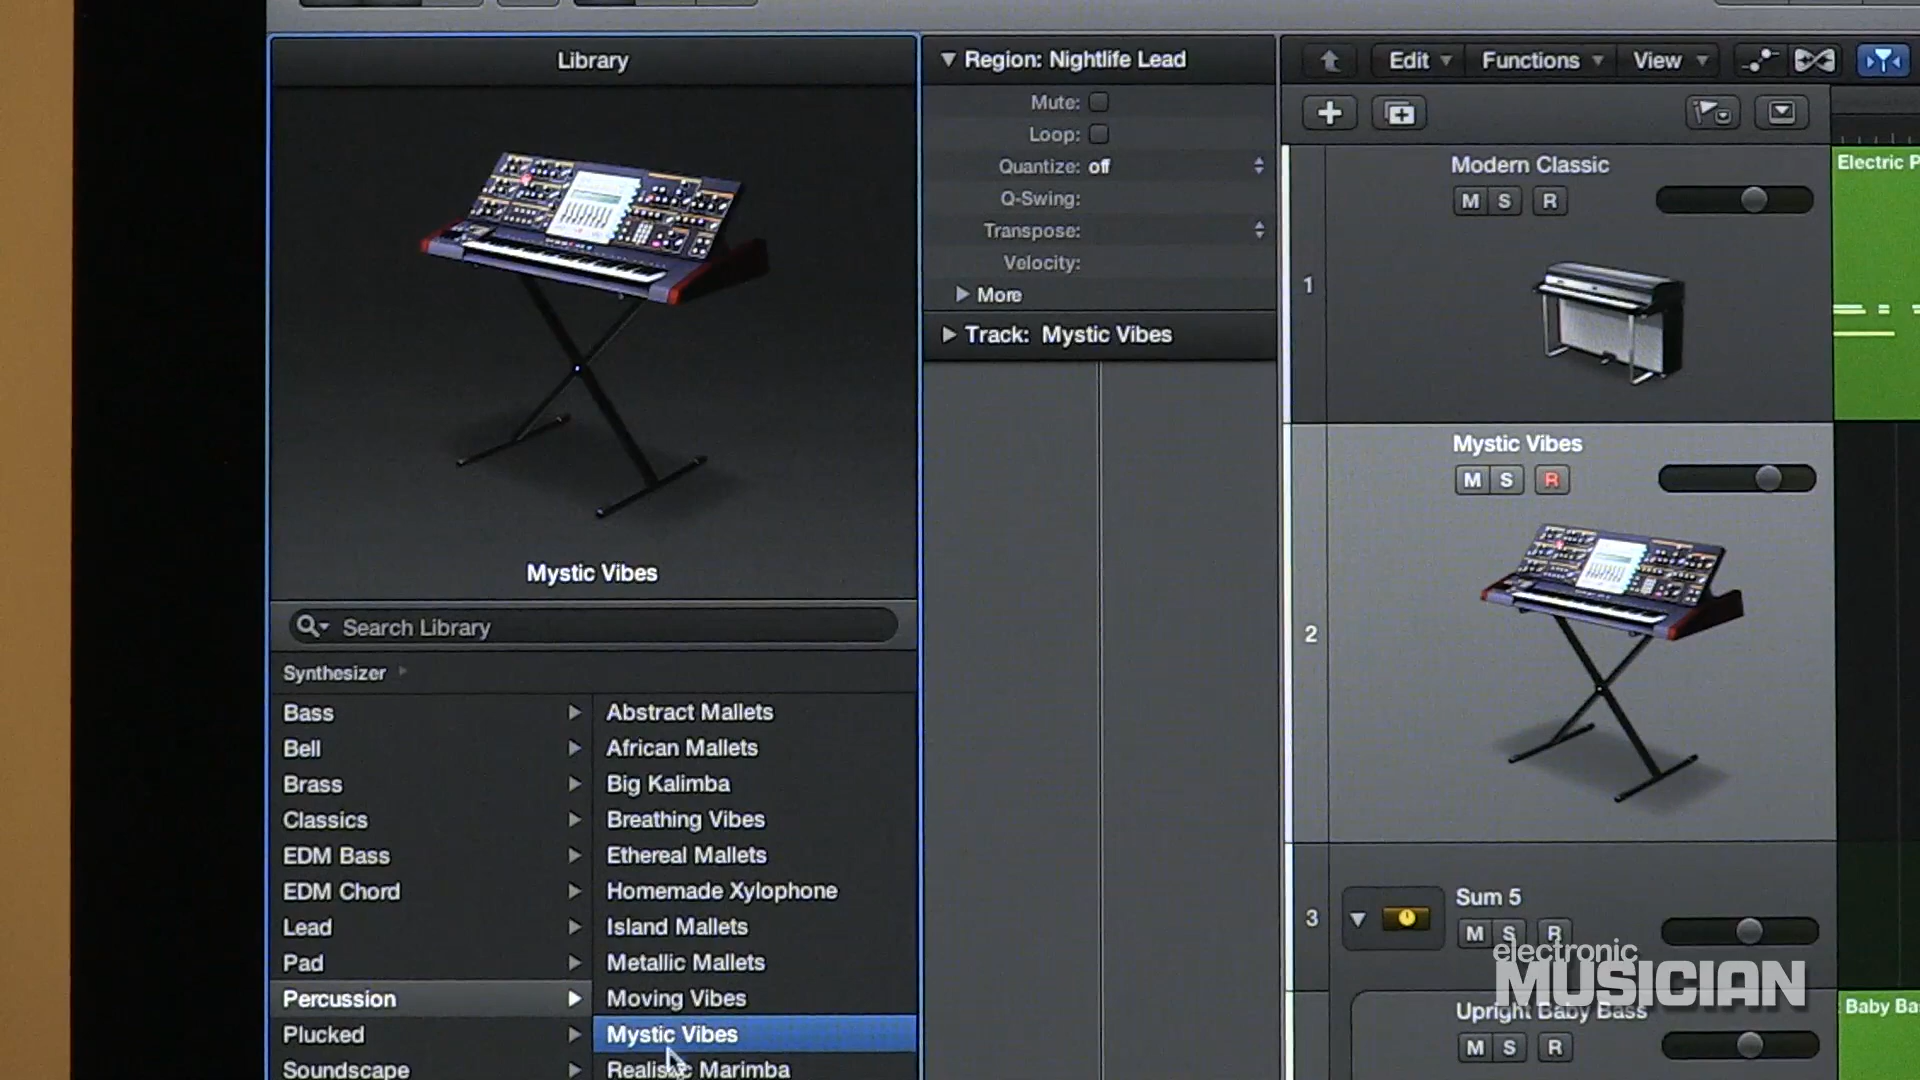 Library
Mystic Vibes
Search Library
Synthesizer
Bass
Bell
Brass
Classics
EDM Bass
EDM Chord
Lead
Pad
Percussion
Plucked
Soundscape
Abstract Mallets
African Mallets
Big Kalimba
Breathing Vibes
Ethereal Mallets
Homemade Xylophone
Island Mallets
Metallic Mallets
Moving Vibes
Mystic Vibes
Realistic Marimba
Region: Nightlife Lead
Mute:
Loop:
Quantize: off
Q-Swing:
Transpose:
Velocity:
More
Track: Mystic Vibes
Edit Functions View
1
Modern Classic
M S R
2
Mystic Vibes
M S R
3
Sum 5
M S R
Upright Baby Bass
M S R
Electric P
Baby Ba
electronic
MUSICIAN